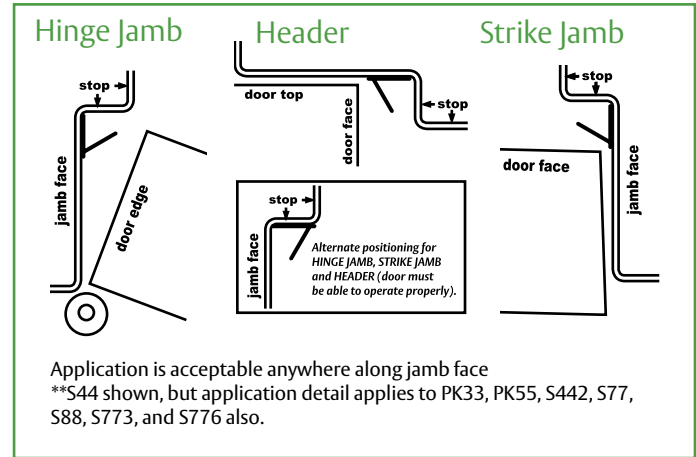 Hinge Jamb
Header
Strike Jamb
stop
jamb face
door edge
door top
door face
stop
stop
door face
jamb face
stop
jamb face
Alternate positioning for
HINGE JAMB, STRIKE JAMB
and HEADER (door must
be able to operate properly).
Application is acceptable anywhere along jamb face
**S44 shown, but application detail applies to PK33, PK55, S442, S77,
S88, S773, and S776 also.